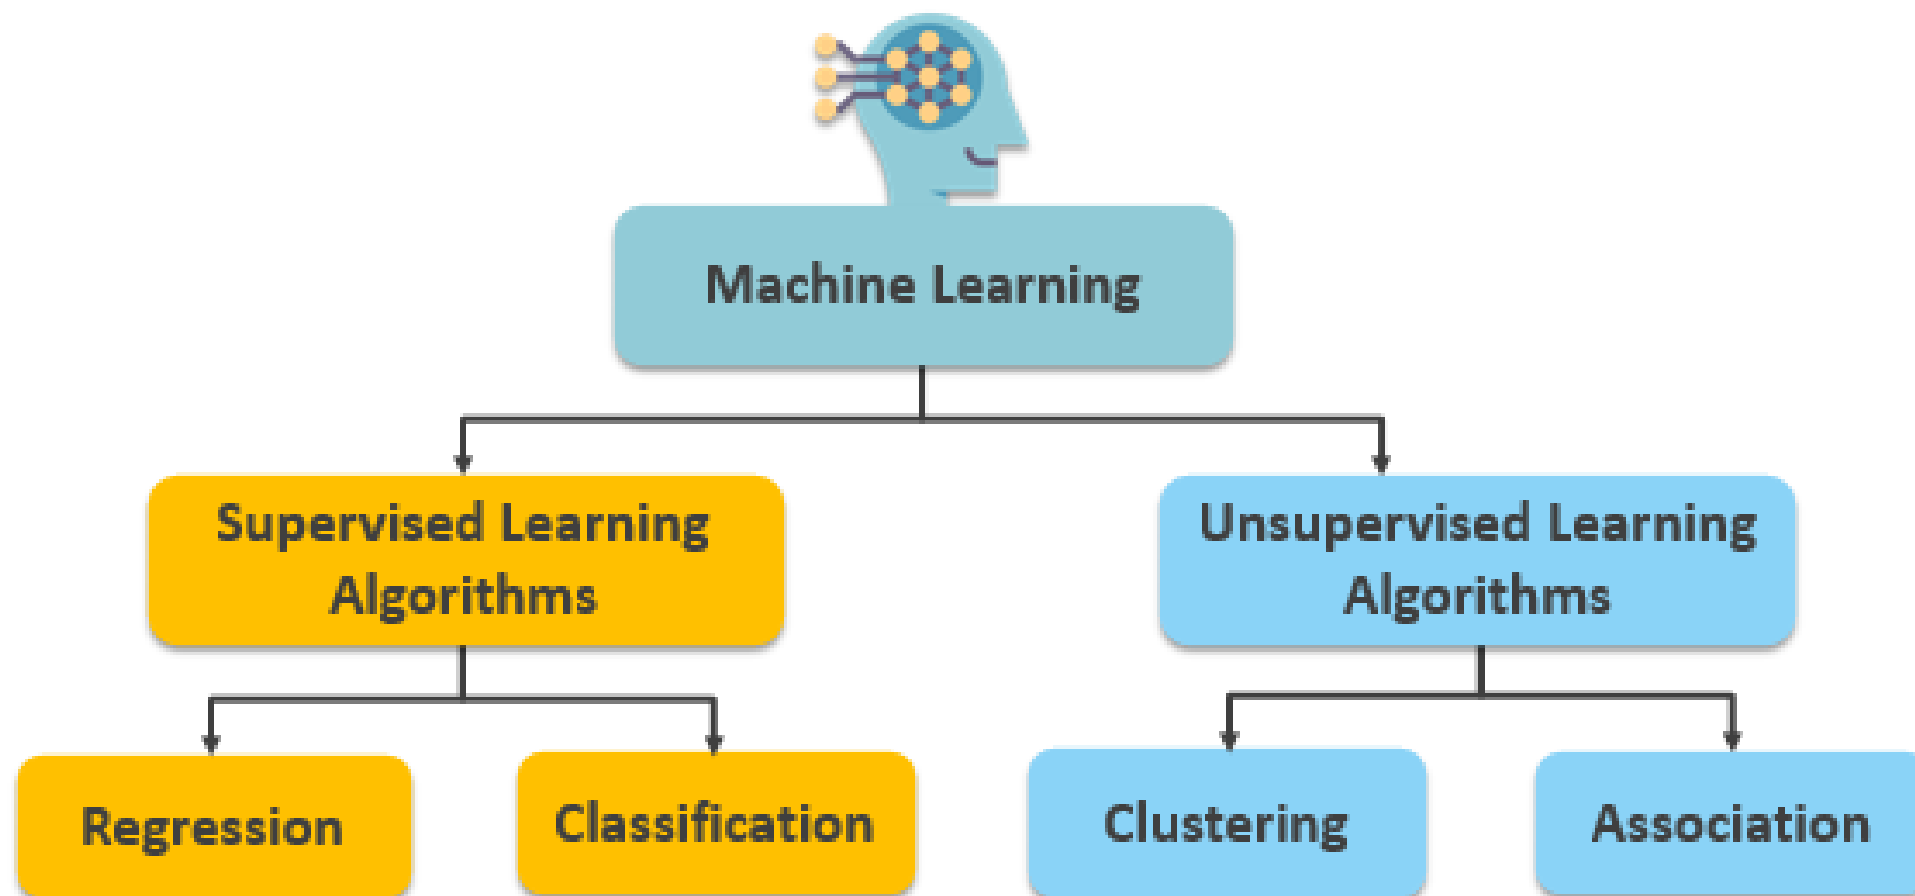 Machine Learning
Supervised Learning
Algorithms
Unsupervised Learning
Algorithms
Regression
Classification
Clustering
Association